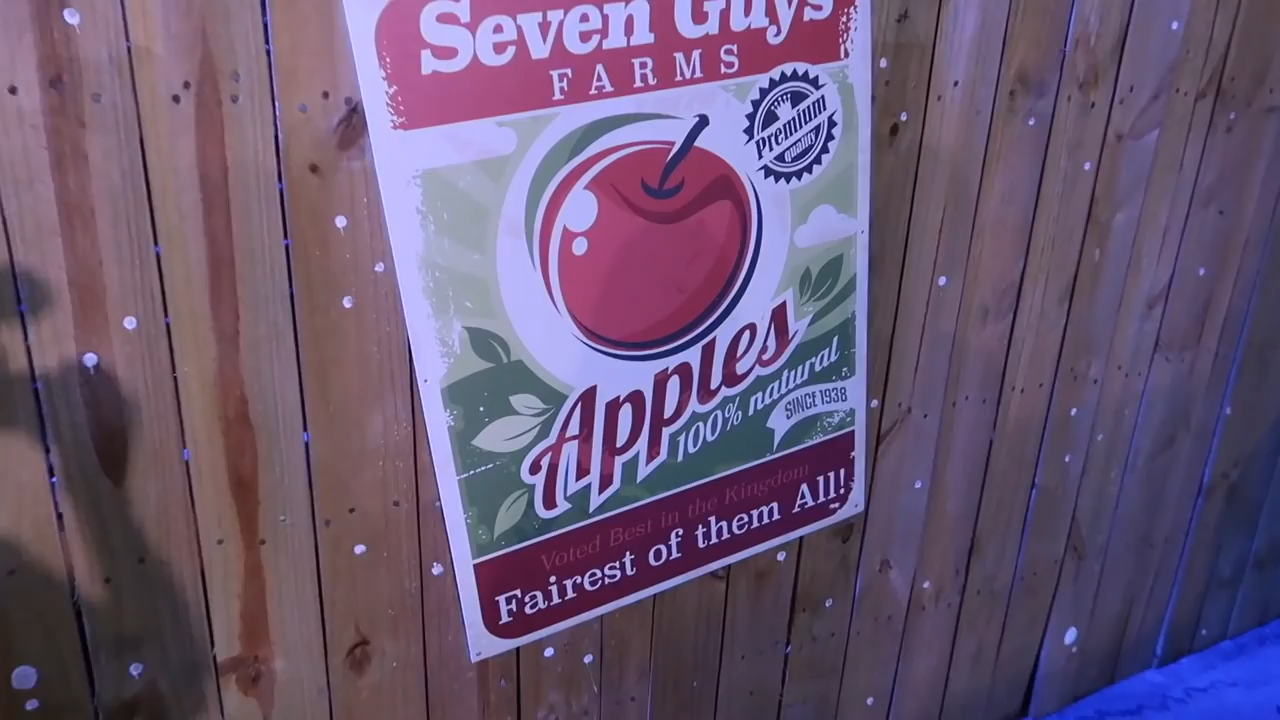 Seven Guys
FARMS
Premium
quality
Apples
100% natural
SINCE 1938
Voted Best in the Kingdom
Fairest of them All!